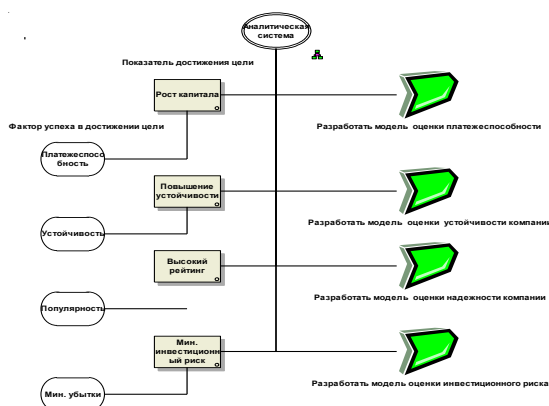 Аналитическая
система
Показатель достижения цели
Рост капитала
Разработать модель оценки платежеспособности
Фактор успеха в достижении цели
Платежеспосо
бность
Повышение
устойчивости
Разработать модель оценки устойчивости компании
Устойчивость
Высокий
рейтинг
Разработать модель оценки надежности компании
Популярность
Мин.
инвестиционн
ый риск
Разработать модель оценки инвестиционного риска
Мин. убытки